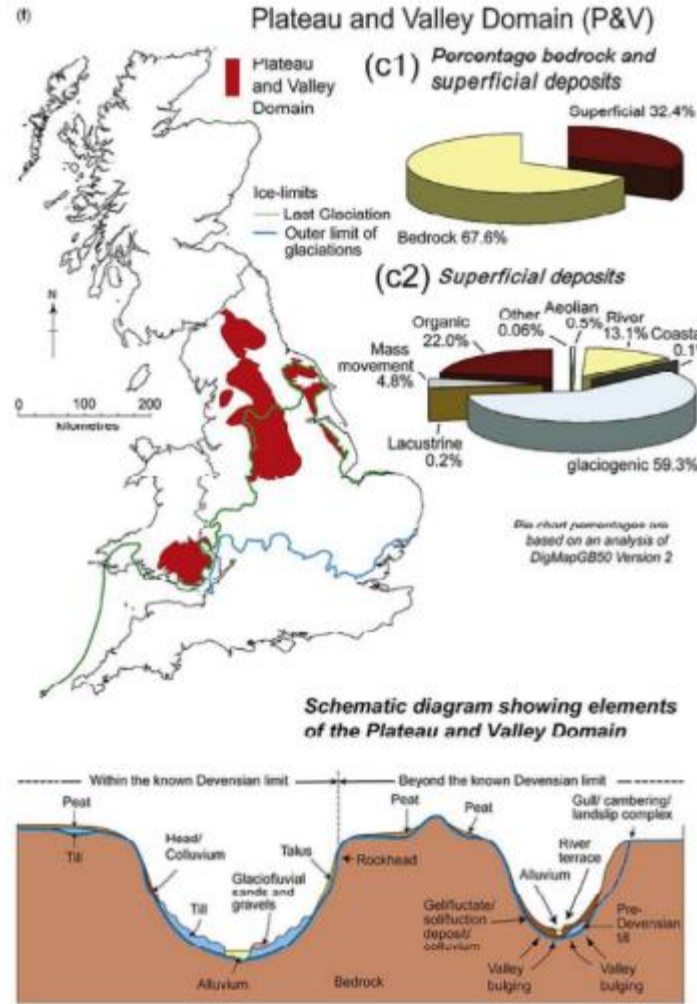 (f)
Plateau and Valley Domain (P&V)
Plateau
and Valley
Domain
Ice-limits
Last Glaciation
Outer limit of
glaciations
N
0 100 200
kilometres
(c1) Percentage bedrock and
superficial deposits
Superficial 32.4%
Bedrock 67.6%
(c2) Superficial deposits
Organic
22.0%
Other
0.06%
Aeolian
0.5%
River
13.1%
Coasta
0.1
Mass
movement
4.8%
Lacustrine
0.2%
glaciogenic 59.3%
Pie chart percentages are
based on an analysis of
DigMapGB50 Version 2
Schematic diagram showing elements
of the Plateau and Valley Domain
Within the known Devensian limit
Beyond the known Devensian limit
Peat
Till
Head/
Colluvium
Till
Glaciofluvial
sands and
gravels
Talus
Alluvium
Rockhead
Bedrock
Peat
Peat
Gull/ cambering/
landslip complex
River
terrace
Alluvium
Gelifluctate/
solifluction
deposit/
colluvium
Pre-
Devensian
till
Valley
bulging
Valley
bulging